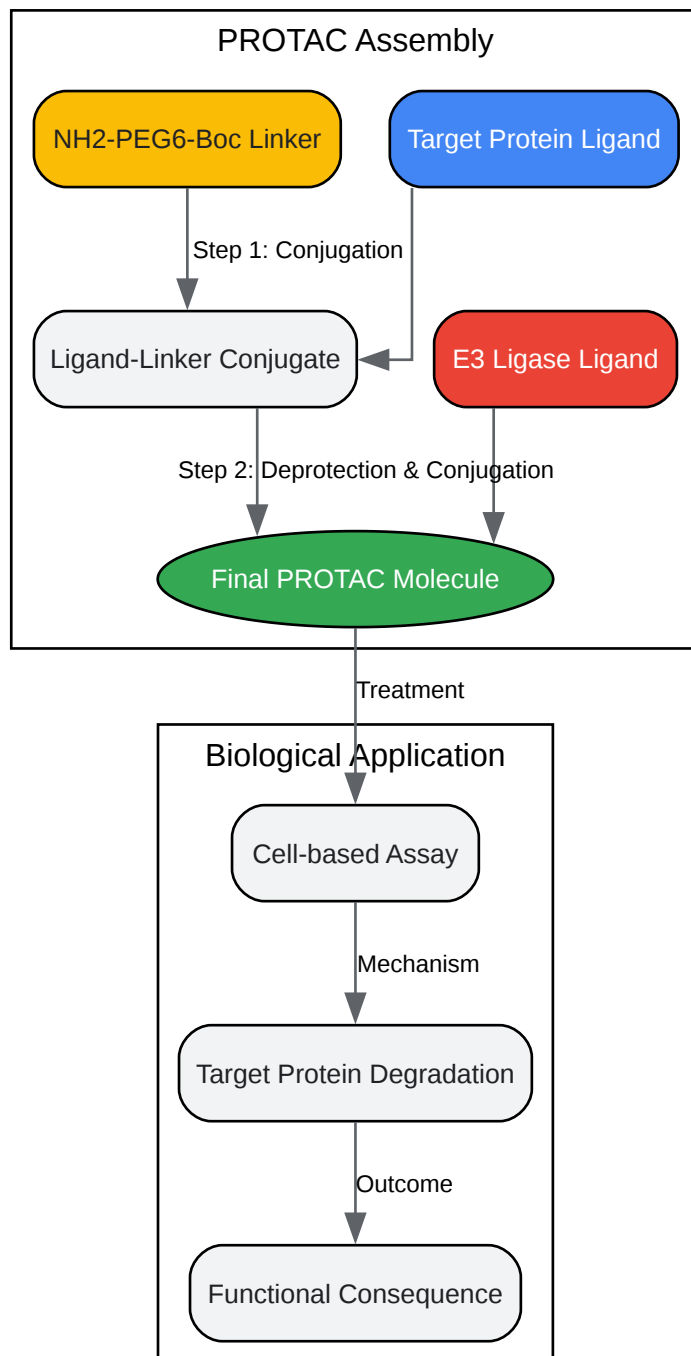 PROTAC Assembly
NH2-PEG6-Boc Linker
Target Protein Ligand
Step 1: Conjugation
Ligand-Linker Conjugate
E3 Ligase Ligand
Step 2: Deprotection & Conjugation
Final PROTAC Molecule
Treatment
Biological Application
Cell-based Assay
Mechanism
Target Protein Degradation
Outcome
Functional Consequence